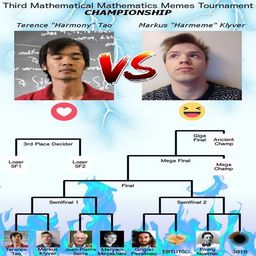 Third Mathematical Mathematics Memes Tournament
CHAMPIONSHIP
Terence "Harmony" Tao
Markus "Harmeme" Klyver
VS
3rd Place Decider
Giga Final
Ancient Champ
Loser SF1
Loser SF2
Mega Final
Mega Champ
Final
Semifinal 1
Semifinal 2
Terence Tao
Markus Klyver
Jean-Pierre Serre
Maryam Mirzakhani
Grigori Perelman
Emmy Noether
3B1B